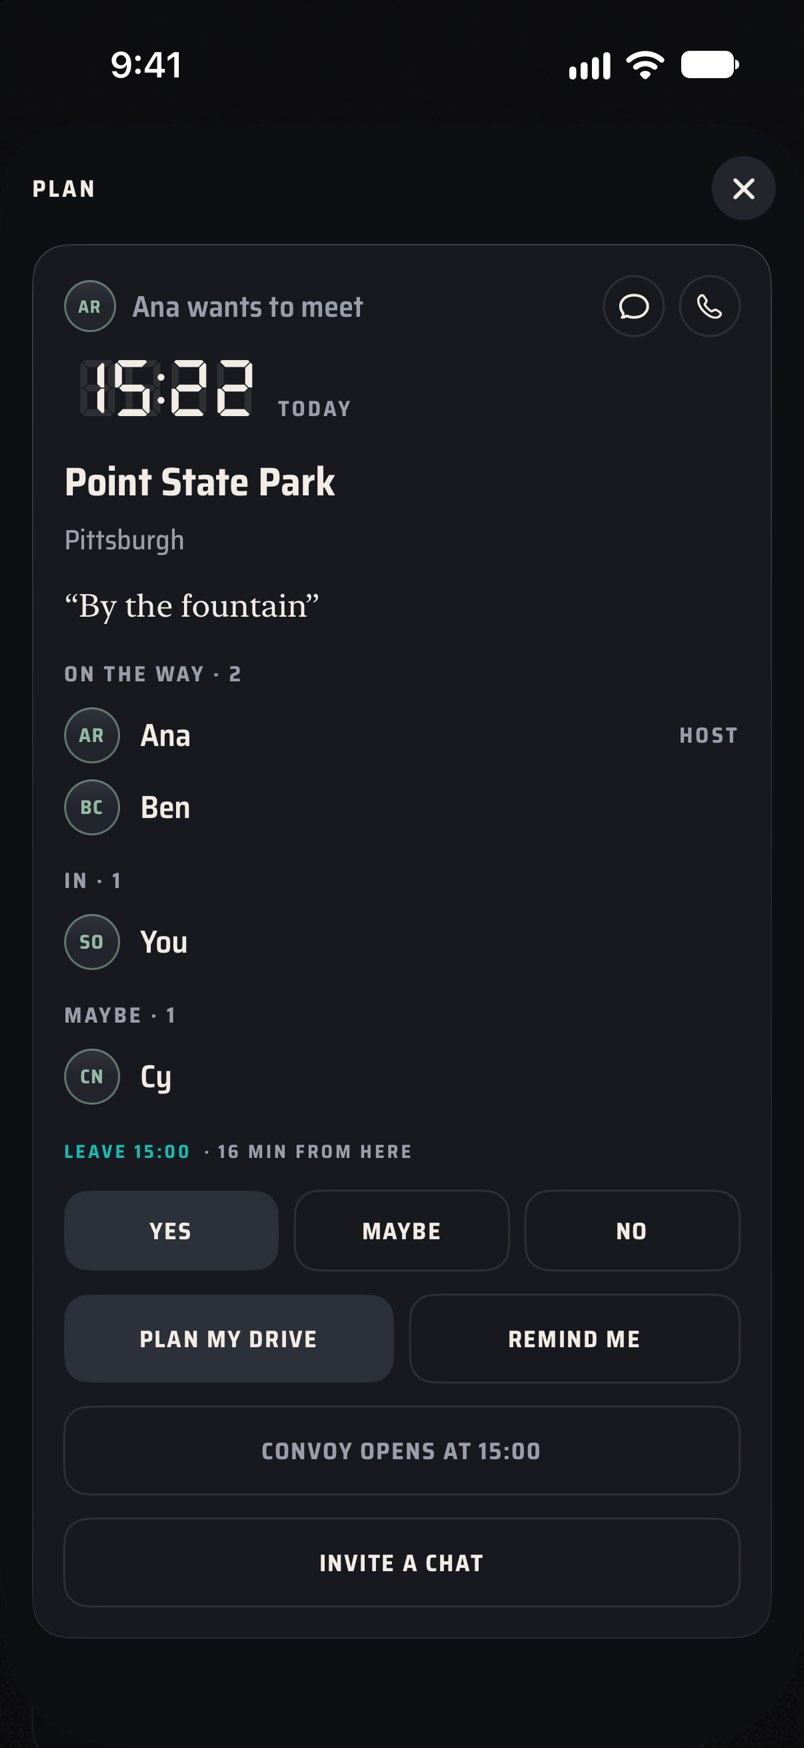 9:41
PLAN
AR Ana wants to meet
15:22 TODAY
Point State Park
Pittsburgh
“By the fountain”
ON THE WAY · 2
AR Ana HOST
BC Ben
IN · 1
SO You
MAYBE · 1
CN Cy
LEAVE 15:00 · 16 MIN FROM HERE
YES MAYBE NO
PLAN MY DRIVE REMIND ME
CONVOY OPENS AT 15:00
INVITE A CHAT